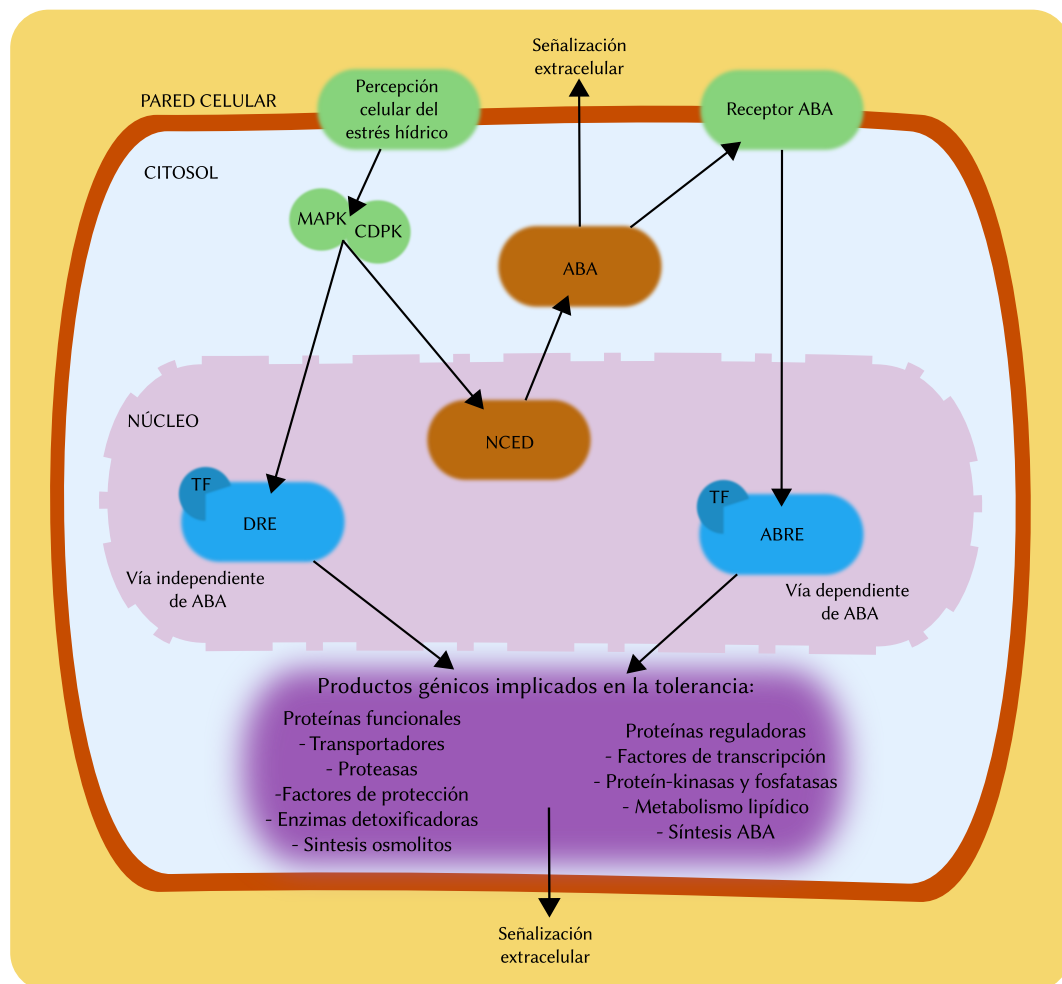 Señalización
extracelular
PARED CELULAR
Percepción
celular del
estrés hídrico
Receptor ABA
CITOSOL
MAPK
CDPK
ABA
NÚCLEO
NCED
TF
DRE
TF
ABRE
Vía independiente
de ABA
Vía dependiente
de ABA
Productos génicos implicados en la tolerancia:
Proteínas funcionales
- Transportadores
- Proteasas
-Factores de protección
- Enzimas detoxificadoras
- Sintesis osmolitos
Proteínas reguladoras
- Factores de transcripción
- Proteín-kinasas y fosfatasas
- Metabolismo lipídico
- Síntesis ABA
Señalización
extracelular